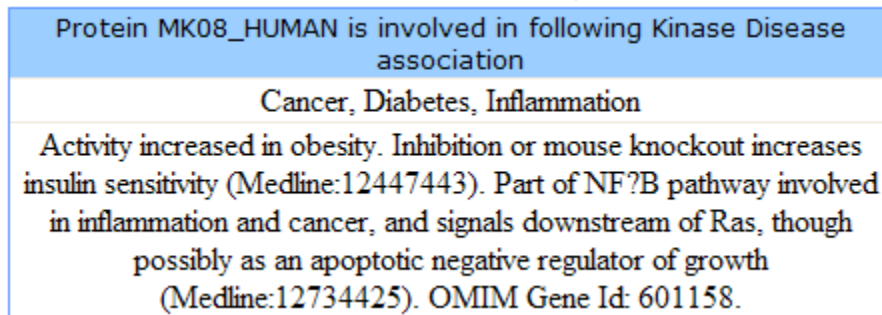 Protein MK08_HUMAN is involved in following Kinase Disease
association
Cancer, Diabetes, Inflammation
Activity increased in obesity. Inhibition or mouse knockout increases
insulin sensitivity (Medline:12447443). Part of NF?B pathway involved
in inflammation and cancer, and signals downstream of Ras, though
possibly as an apoptotic negative regulator of growth
(Medline:12734425). OMIM Gene Id: 601158.